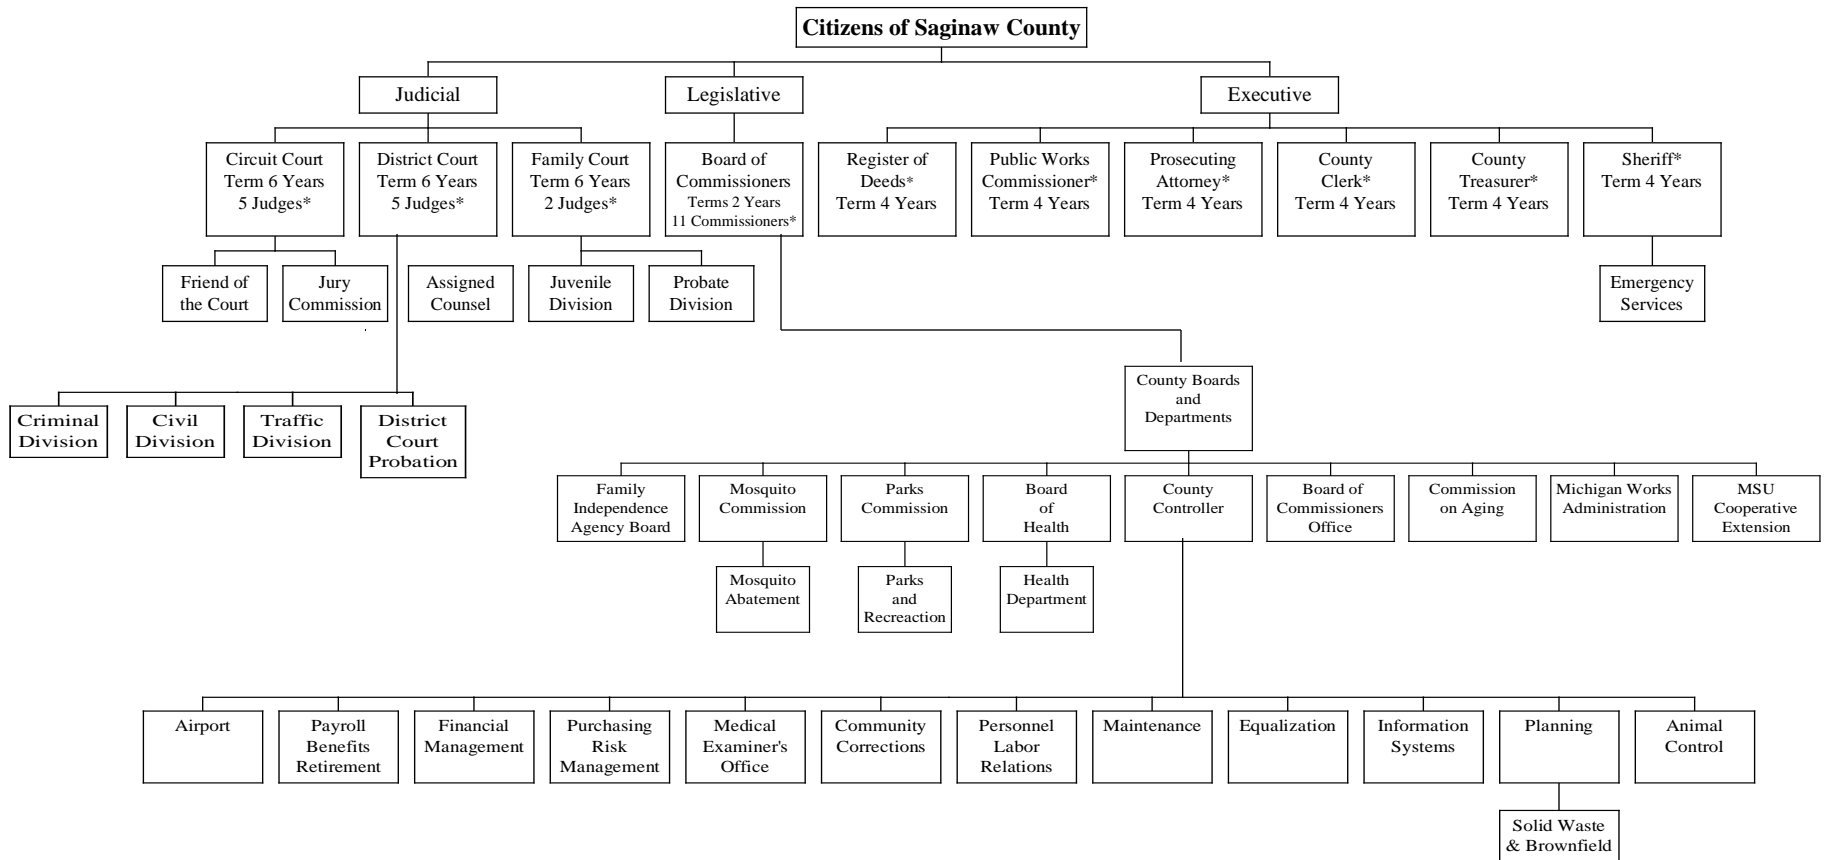 Citizens of Saginaw County
Judicial
Legislative
Executive
Circuit Court
Term 6 Years
5 Judges*
District Court
Term 6 Years
5 Judges*
Family Court
Term 6 Years
2 Judges*
Board of
Commissioners
Terms 2 Years
11 Commissioners*
Register of
Deeds*
Term 4 Years
Public Works
Commissioner*
Term 4 Years
Prosecuting
Attorney*
Term 4 Years
County
Clerk*
Term 4 Years
County
Treasurer*
Term 4 Years
Sheriff*
Term 4 Years
Friend of
the Court
Jury
Commission
Assigned
Counsel
Juvenile
Division
Probate
Division
Emergency
Services
County Boards
and
Departments
Criminal
Division
Civil
Division
Traffic
Division
District
Court
Probation
Family
Independence
Agency Board
Mosquito
Commission
Parks
Commission
Board
of
Health
County
Controller
Board of
Commissioners
Office
Commission
on Aging
Michigan Works
Administration
MSU
Cooperative
Extension
Mosquito
Abatement
Parks
and
Recreaction
Health
Department
Airport
Payroll
Benefits
Retirement
Financial
Management
Purchasing
Risk
Management
Medical
Examiner's
Office
Community
Corrections
Personnel
Labor
Relations
Maintenance
Equalization
Information
Systems
Planning
Animal
Control
Solid Waste
& Brownfield